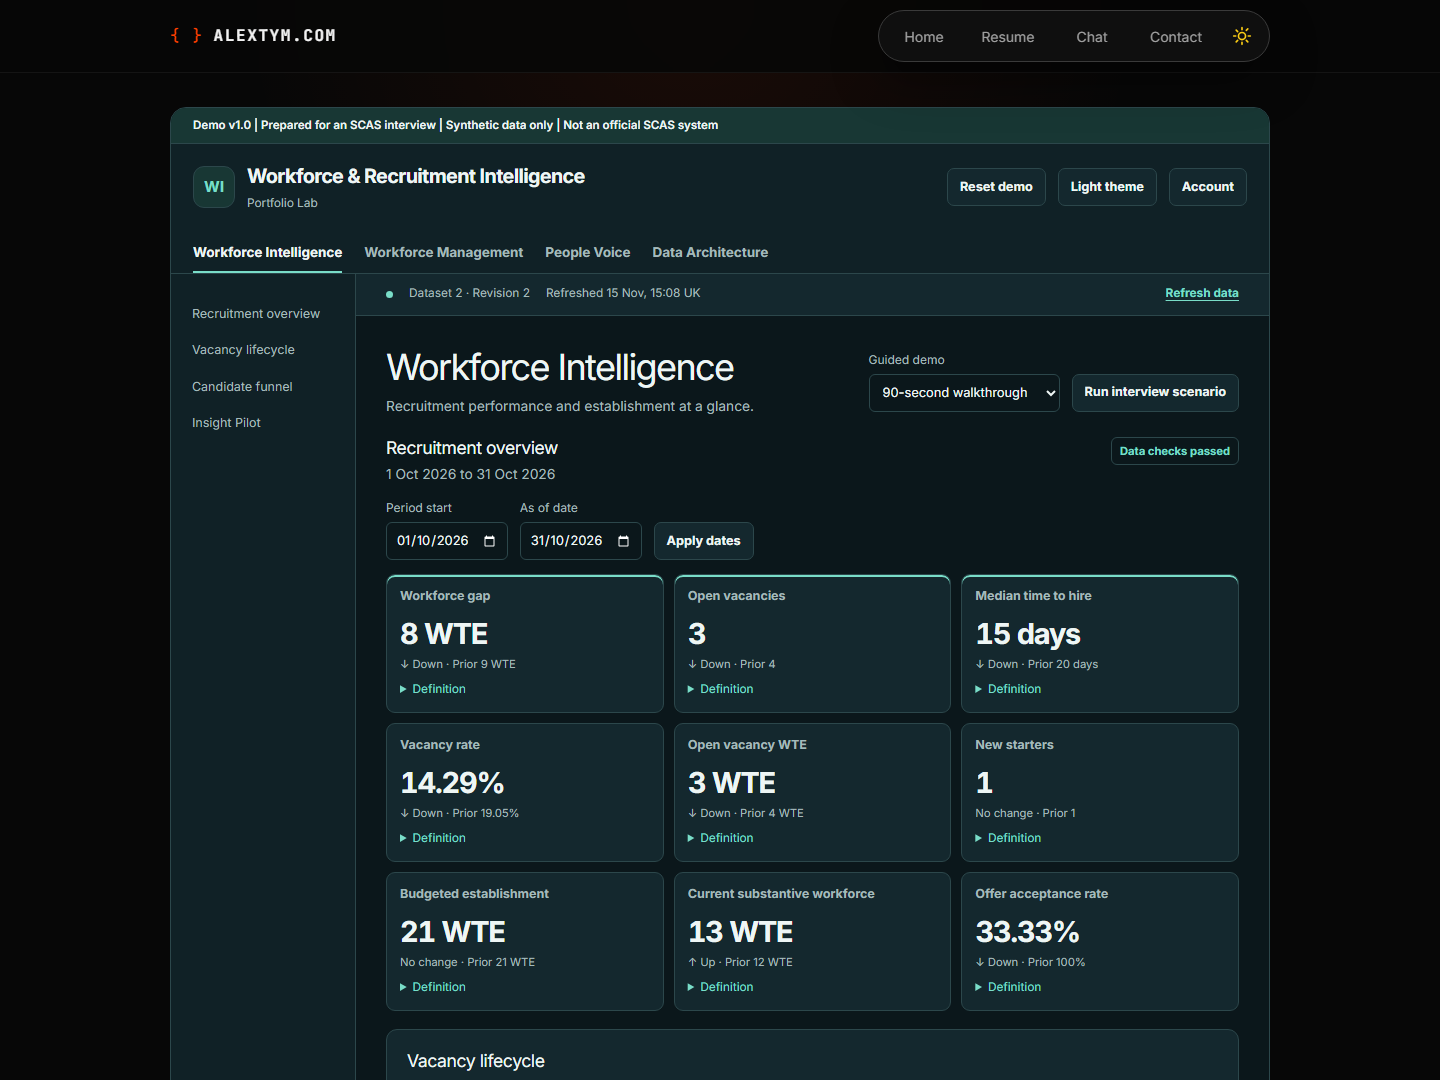 { } ALEXTYM.COM
Home Resume Chat Contact
Demo v1.0 | Prepared for an SCAS interview | Synthetic data only | Not an official SCAS system
WI
Workforce & Recruitment Intelligence
Portfolio Lab
Reset demo Light theme Account
Workforce Intelligence Workforce Management People Voice Data Architecture
Recruitment overview
Vacancy lifecycle
Candidate funnel
Insight Pilot
Dataset 2 · Revision 2 Refreshed 15 Nov, 15:08 UK Refresh data
Workforce Intelligence
Recruitment performance and establishment at a glance.
Guided demo
90-second walkthrough Run interview scenario
Recruitment overview
1 Oct 2026 to 31 Oct 2026
Data checks passed
Period start As of date
01/10/2026 31/10/2026 Apply dates
Workforce gap
8 WTE
↓ Down · Prior 9 WTE
▶ Definition
Open vacancies
3
↓ Down · Prior 4
▶ Definition
Median time to hire
15 days
↓ Down · Prior 20 days
▶ Definition
Vacancy rate
14.29%
↓ Down · Prior 19.05%
▶ Definition
Open vacancy WTE
3 WTE
↓ Down · Prior 4 WTE
▶ Definition
New starters
1
No change · Prior 1
▶ Definition
Budgeted establishment
21 WTE
No change · Prior 21 WTE
▶ Definition
Current substantive workforce
13 WTE
↑ Up · Prior 12 WTE
▶ Definition
Offer acceptance rate
33.33%
↓ Down · Prior 100%
▶ Definition
Vacancy lifecycle